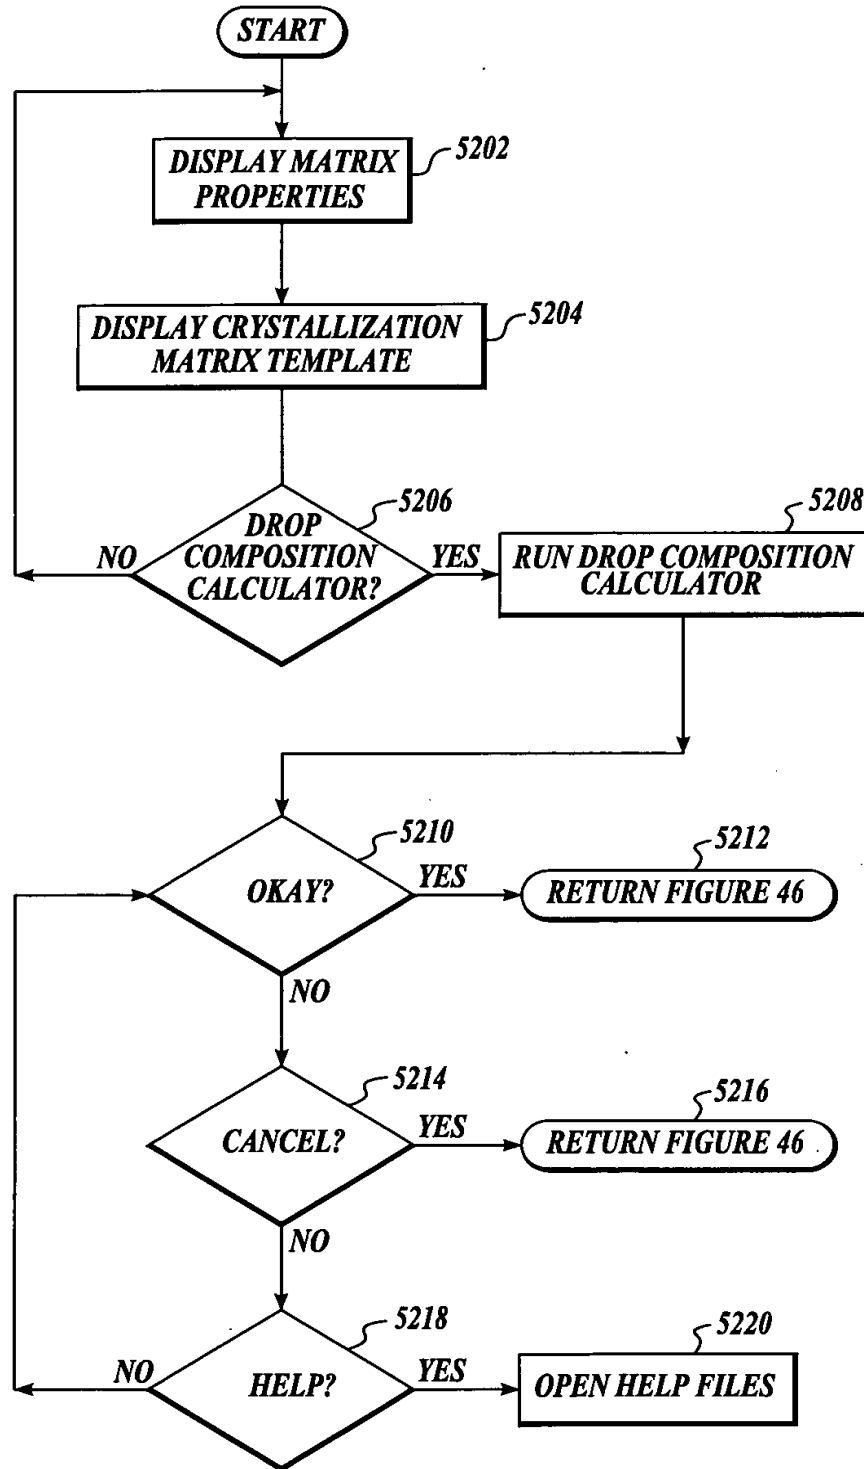 START
5202
DISPLAY MATRIX
PROPERTIES
5204
DISPLAY CRYSTALLIZATION
MATRIX TEMPLATE
5206
DROP
COMPOSITION
CALCULATOR?
NO
YES
5208
RUN DROP COMPOSITION
CALCULATOR
5210
OKAY?
YES
NO
5212
RETURN FIGURE 46
5214
CANCEL?
YES
NO
5216
RETURN FIGURE 46
5218
HELP?
NO
YES
5220
OPEN HELP FILES